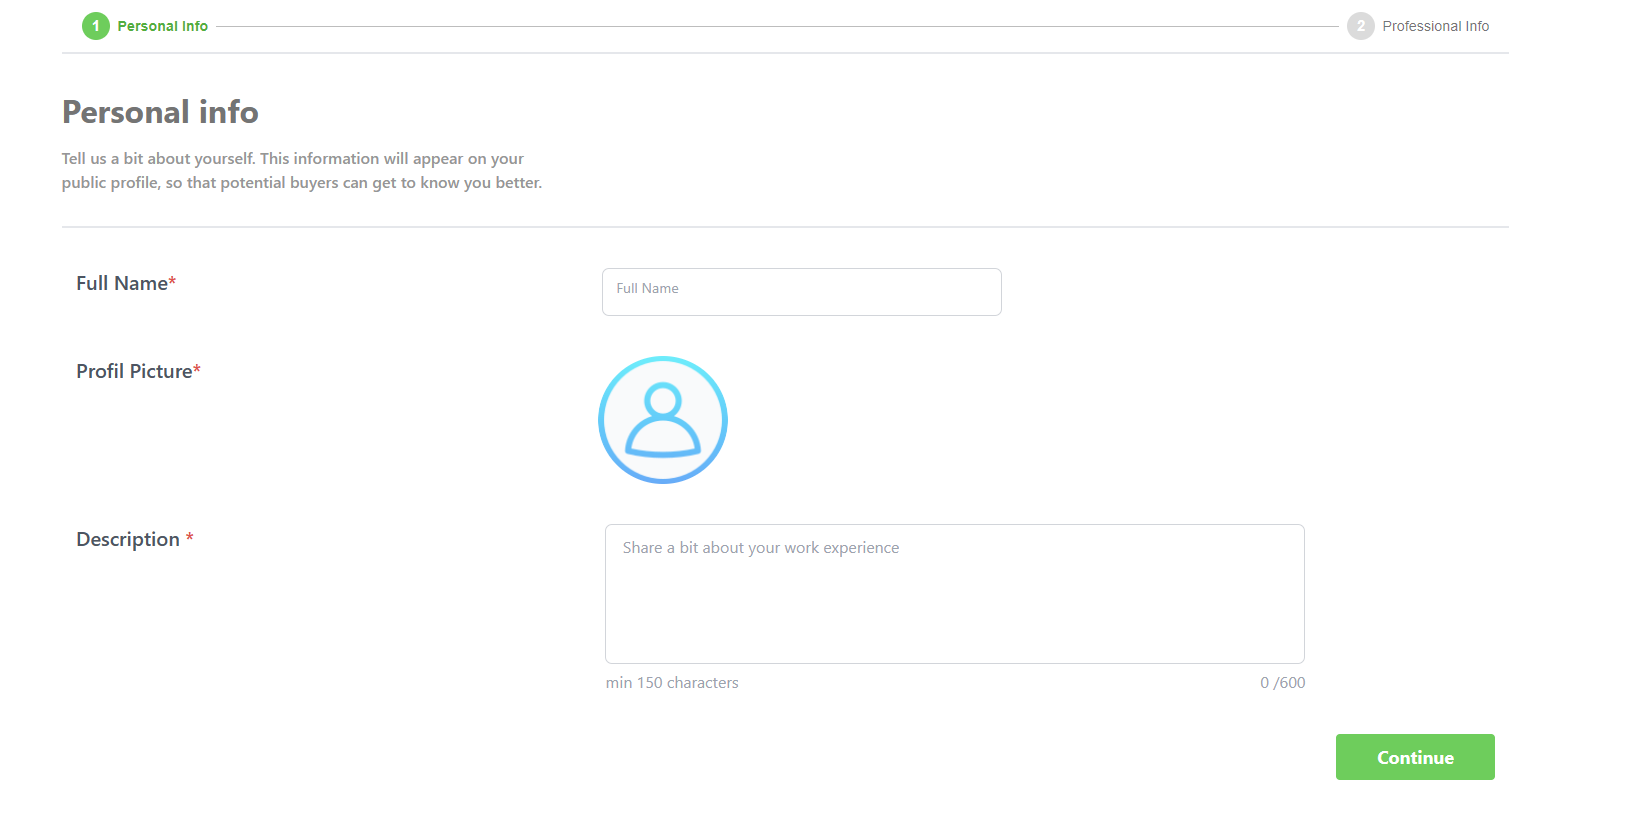 1 Personal Info
2 Professional Info
Personal info
Tell us a bit about yourself. This information will appear on your
public profile, so that potential buyers can get to know you better.
Full Name*
Full Name
Profil Picture*
Description *
Share a bit about your work experience
min 150 characters
0 /600
Continue